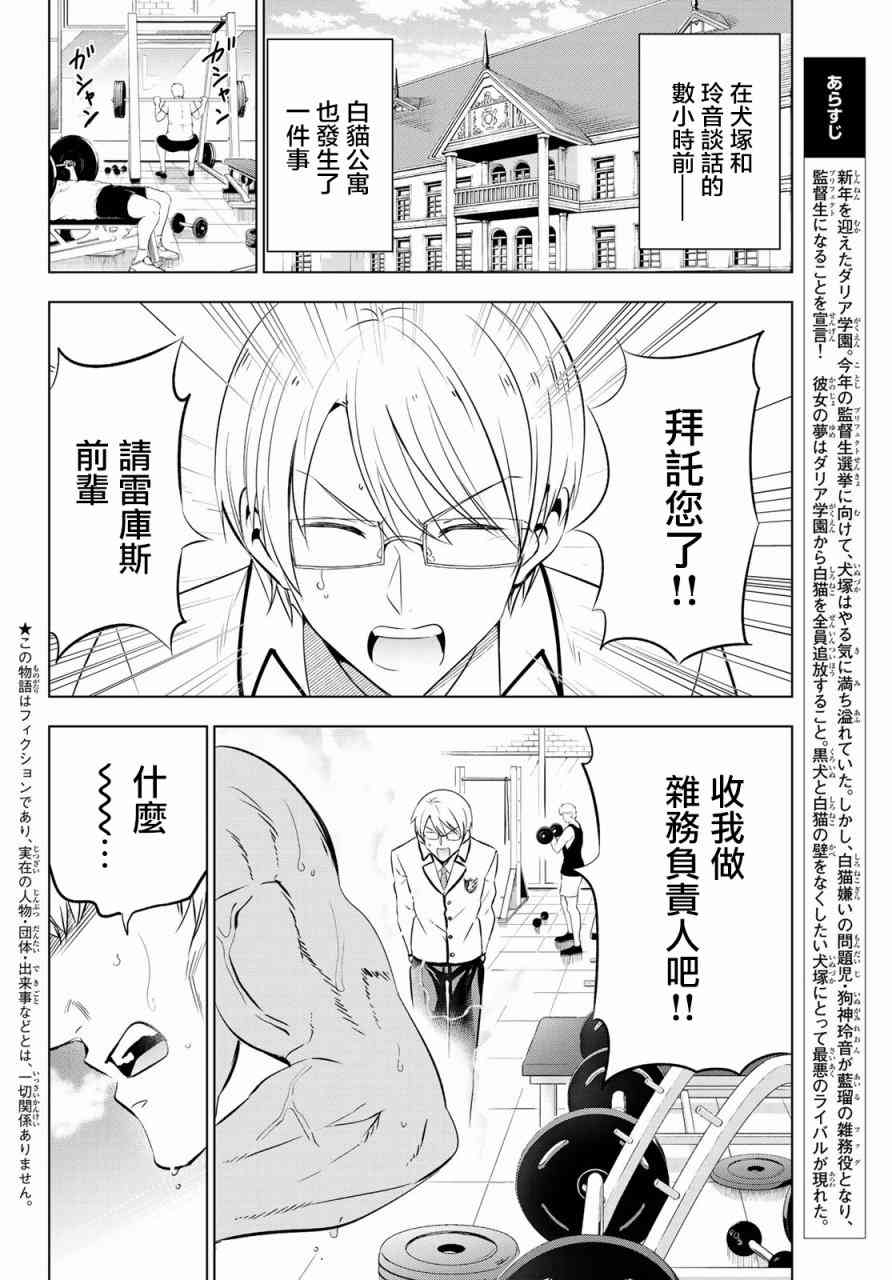 あらすじ
新年を迎えたダリア学園。今年の監督生選挙に向けて、犬塚はやる気に満ち溢れていた。しかし、白猫嫌いの問題児・狗神玲音が藍瑠の雑務役となり、
監督生になることを宣言！　彼女の夢はダリア学園から白猫を全員追放すること。黒犬と白猫の壁をなくしたい犬塚にとって最悪のライバルが現れた。
在犬塚和
玲音談話的
數小時前——
白貓公寓
也發生了
一件事
ガシャン
ガシャン
拜託您了!!
請雷庫斯
前輩
收我做
雜務負責人吧!!
什麼
〜〜〜…
★この物語はフィクションであり、実在の人物・団体・出来事などとは、一切関係ありません。